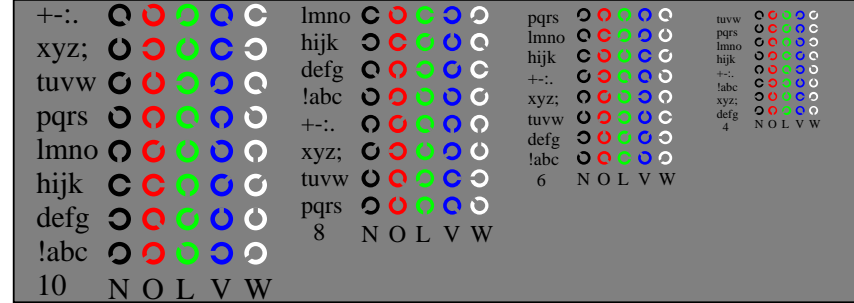 +-:.
xyz;
tuvw
pqrs
lmno
hijk
defg
!abc
10 N O L V W
lmno
hijk
defg
!abc
+-:.
xyz;
tuvw
pqrs
8 N O L V W
pqrs
lmno
hijk
+-:.
xyz;
tuvw
defg
!abc
6 N O L V W
tuvw
pqrs
lmno
hijk
+-:.
!abc
xyz;
defg
4 N O L V W